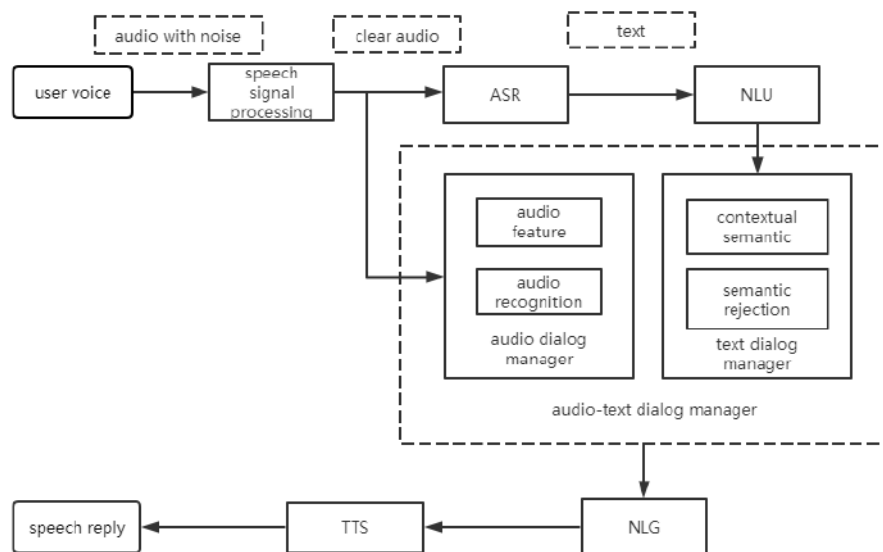 audio with noise
clear audio
text
user voice
speech
signal
processing
ASR
NLU
audio
feature
contextual
semantic
audio
recognition
semantic
rejection
audio dialog
manager
text dialog
manager
audio-text dialog manager
speech reply
TTS
NLG